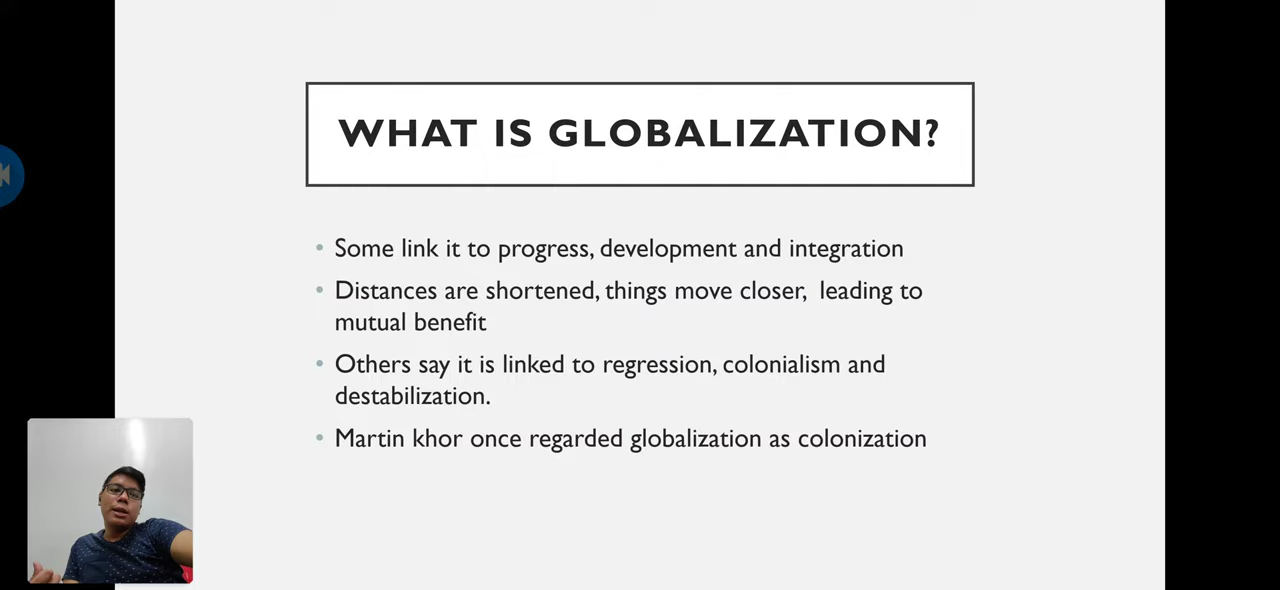 WHAT IS GLOBALIZATION?
• Some link it to progress, development and integration
• Distances are shortened, things move closer, leading to
mutual benefit
• Others say it is linked to regression, colonialism and
destabilization.
• Martin khor once regarded globalization as colonization